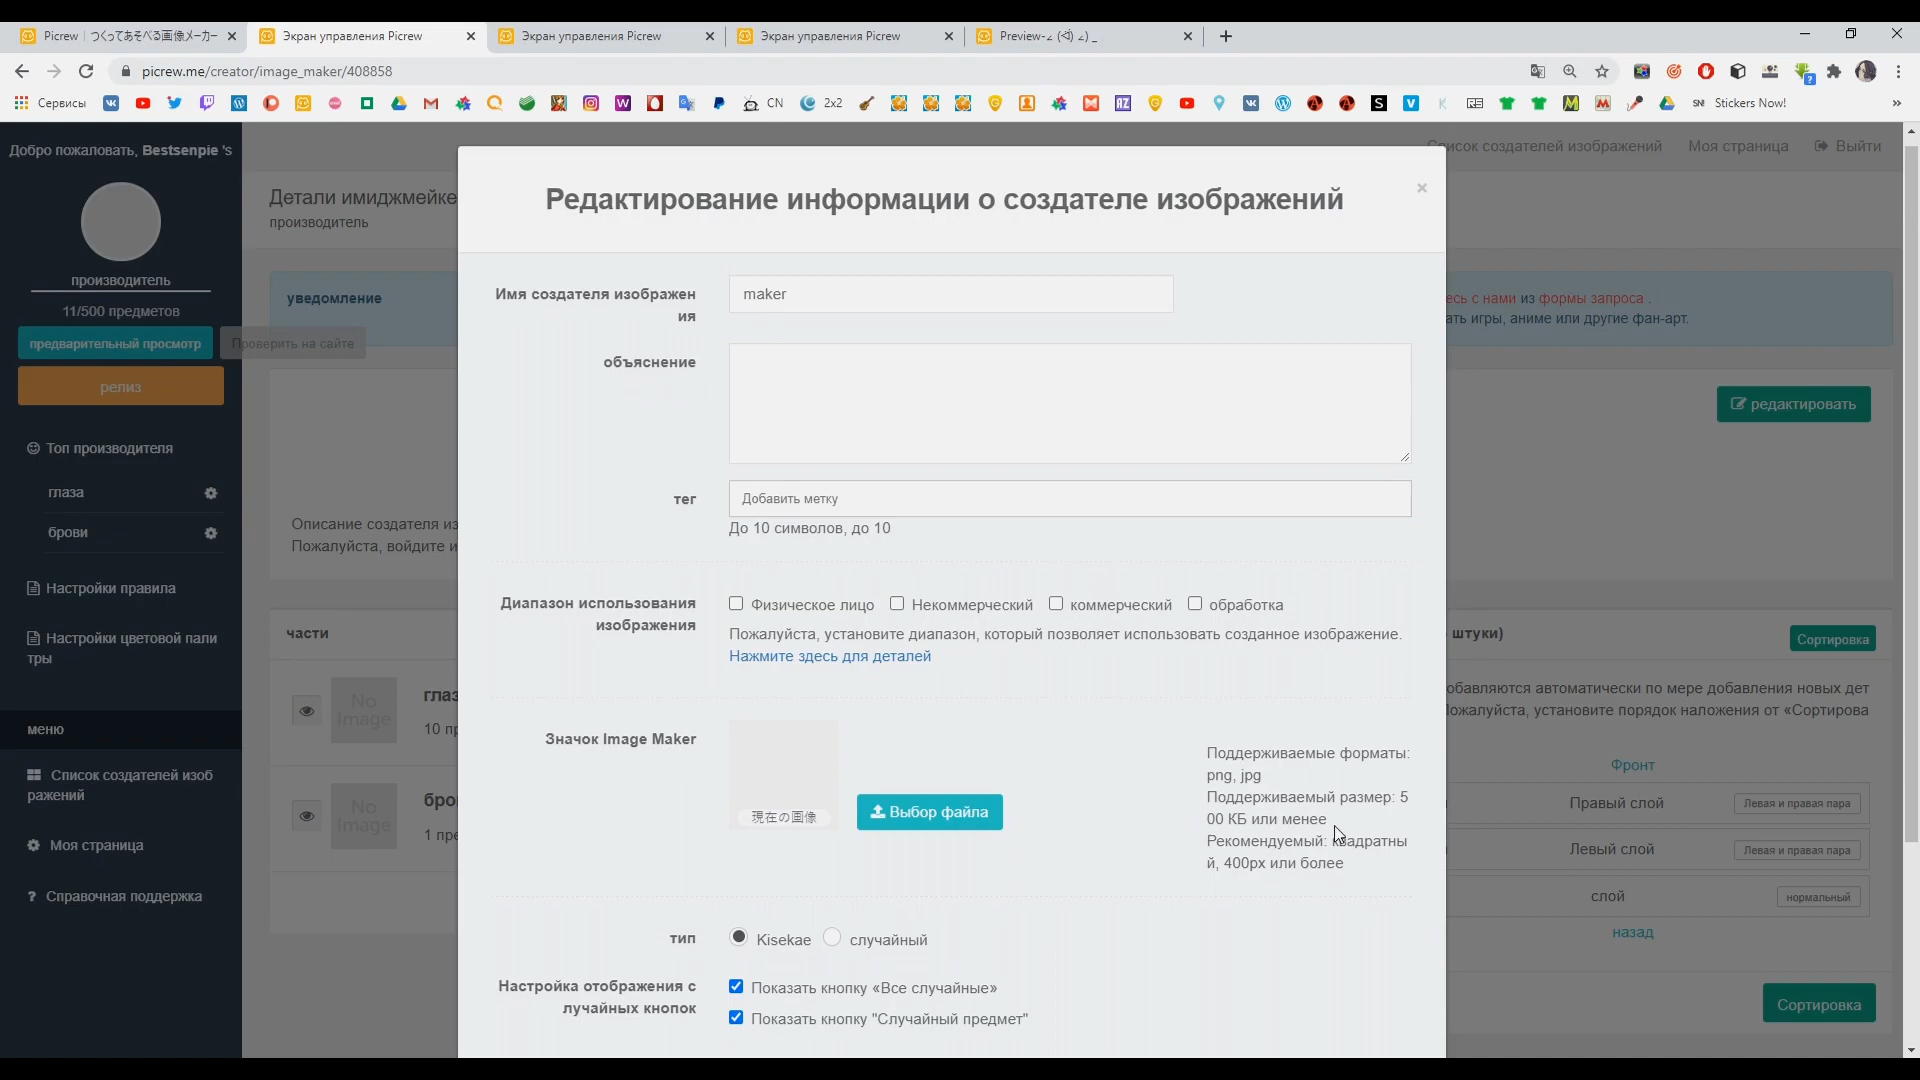 Picrew | つくってあそべる画像メーカー
Экран управления Picrew
Экран управления Picrew
Экран управления Picrew
picrew.me/creator/image_maker/408858
Сервисы
CN
2x2
Stickers Now!
Добро пожаловать, Bestsenpie 's
производитель
11/500 предметов
предварительный просмотр
Проверить на сайте
релиз
Топ производителя
глаза
брови
Настройки правила
Настройки цветовой пали
тры
меню
Список создателей изоб
ражений
Моя страница
? Справочная поддержка
Список создателей изображений
Моя страница
Выйти
Детали имиджмейке
производитель
уведомление
есь с нами из формы запроса .
ать игры, аниме или другие фан-арт.
редактировать
Описание создателя из
Пожалуйста, войдите и
части
No Image
глаз
10 пр
No Image
бро
1 пре
Редактирование информации о создателе изображений
×
Имя создателя изображен
ия
maker
объяснение
тег
Добавить метку
До 10 символов, до 10
Диапазон использования
изображения
Физическое лицо
Некоммерческий
коммерческий
обработка
Пожалуйста, установите диапазон, который позволяет использовать созданное изображение.
Нажмите здесь для деталей
Значок Image Maker
現在の画像
Выбор файла
Поддерживаемые форматы:
png, jpg
Поддерживаемый размер: 5
00 КБ или менее
Рекомендуемый: квадратны
й, 400px или более
тип
Kisekae
случайный
Настройка отображения с
лучайных кнопок
Показать кнопку «Все случайные»
Показать кнопку "Случайный предмет"
штуки)
Сортировка
обавляются автоматически по мере добавления новых дет
Пожалуйста, установите порядок наложения от «Сортирова
Фронт
Правый слой
Левая и правая пара
Левый слой
Левая и правая пара
слой
нормальный
назад
Сортировка